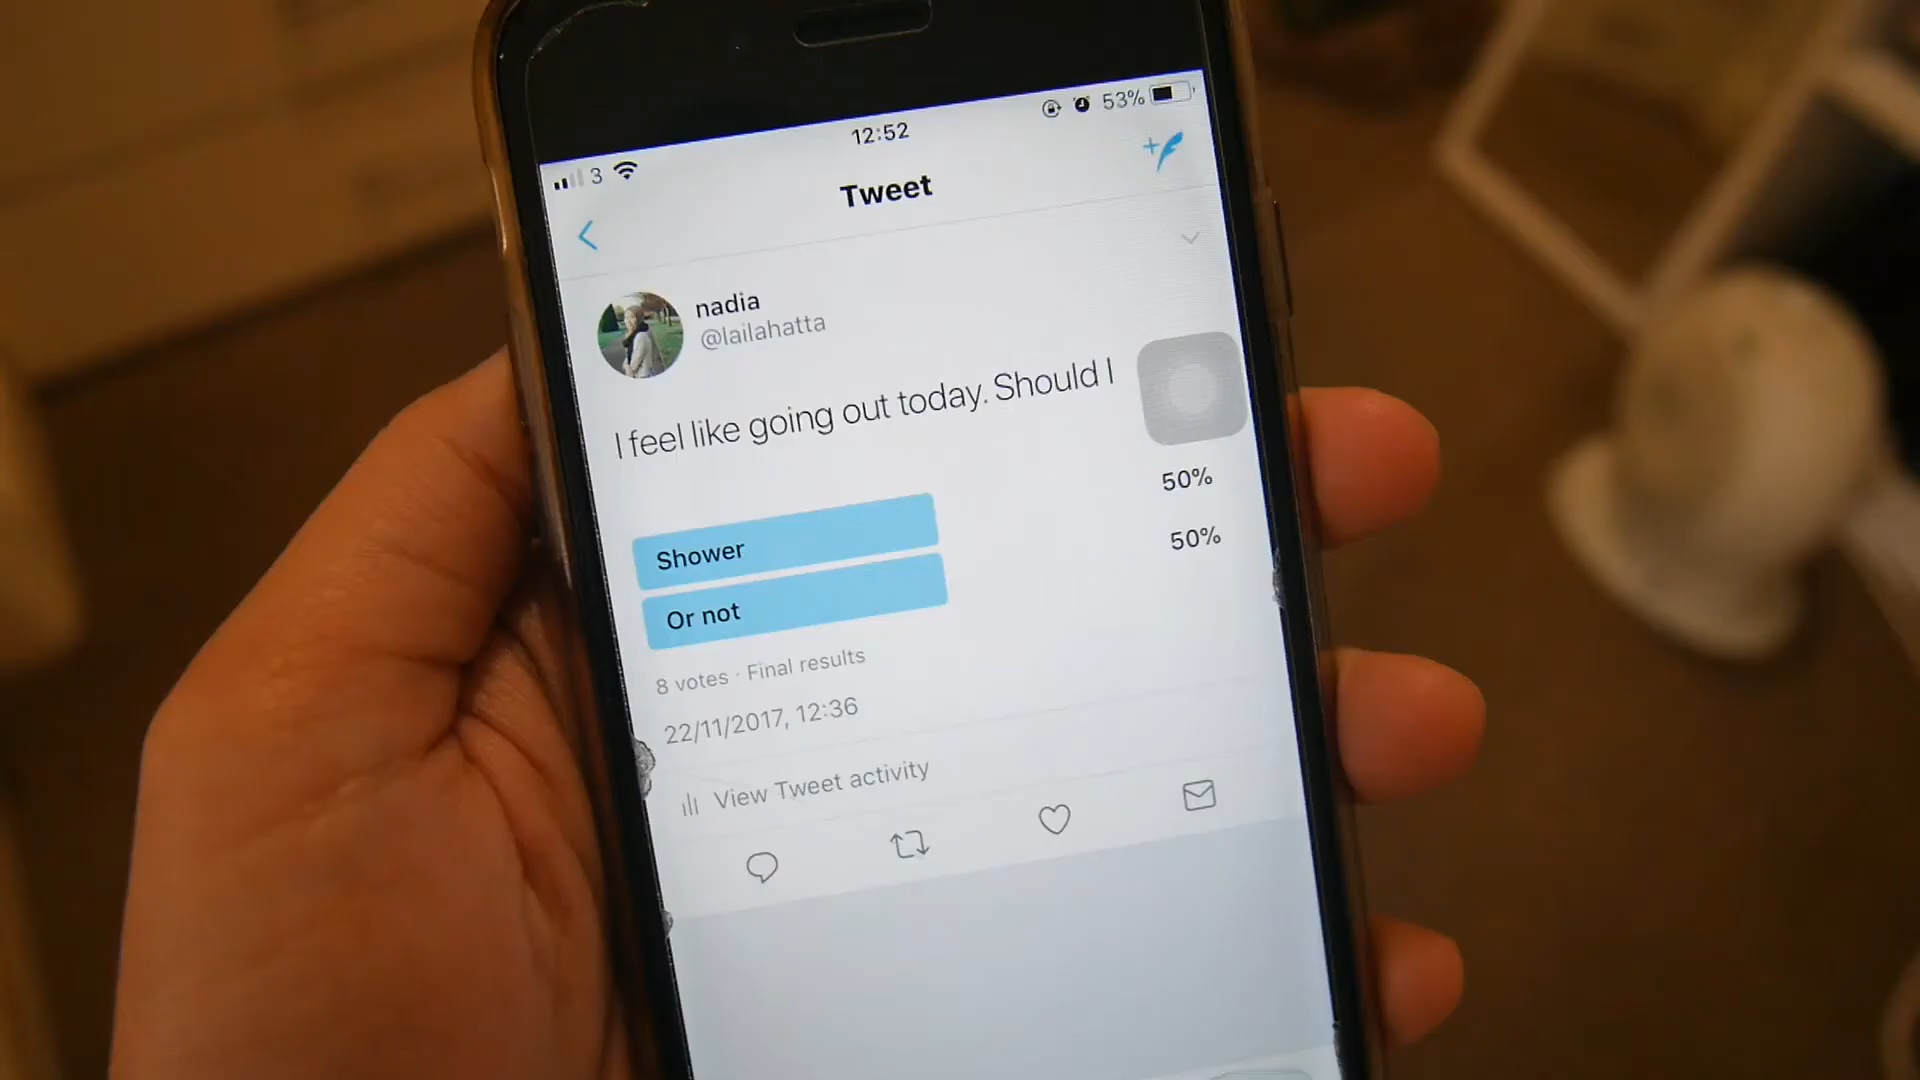 3
12:52
53%
Tweet
nadia
@lailahatta
I feel like going out today. Should I
Shower
50%
Or not
50%
8 votes · Final results
22/11/2017, 12:36
View Tweet activity